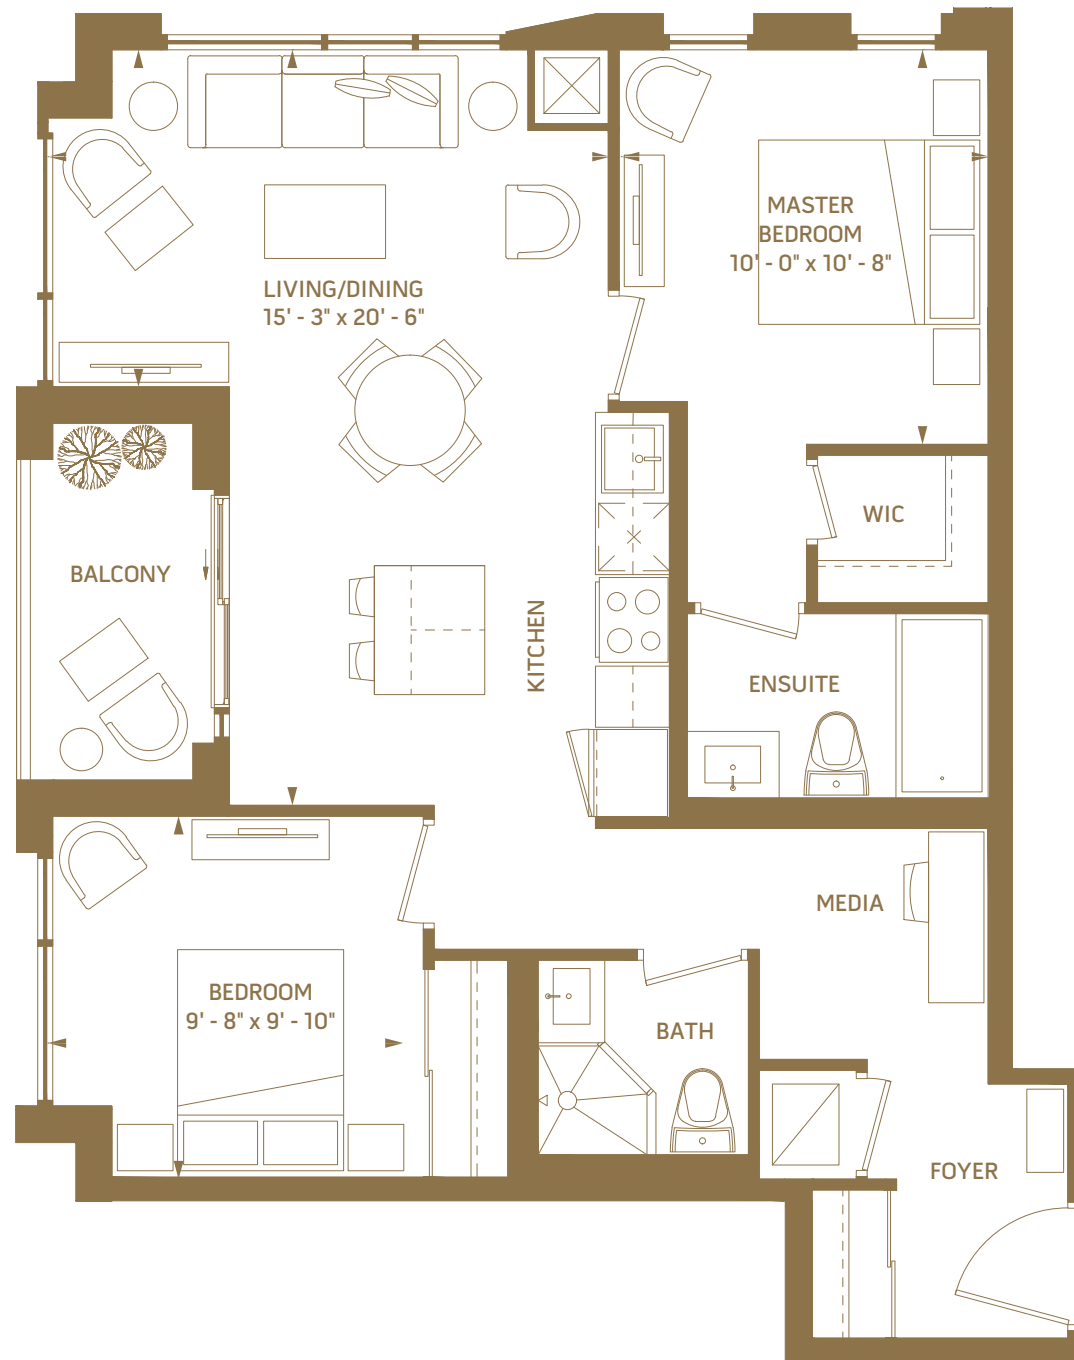 MASTER
BEDROOM
10' - 0" x 10' - 8"
LIVING/DINING
15' - 3" x 20' - 6"
WIC
BALCONY
KITCHEN
ENSUITE
MEDIA
BEDROOM
9' - 8" x 9' - 10"
BATH
FOYER